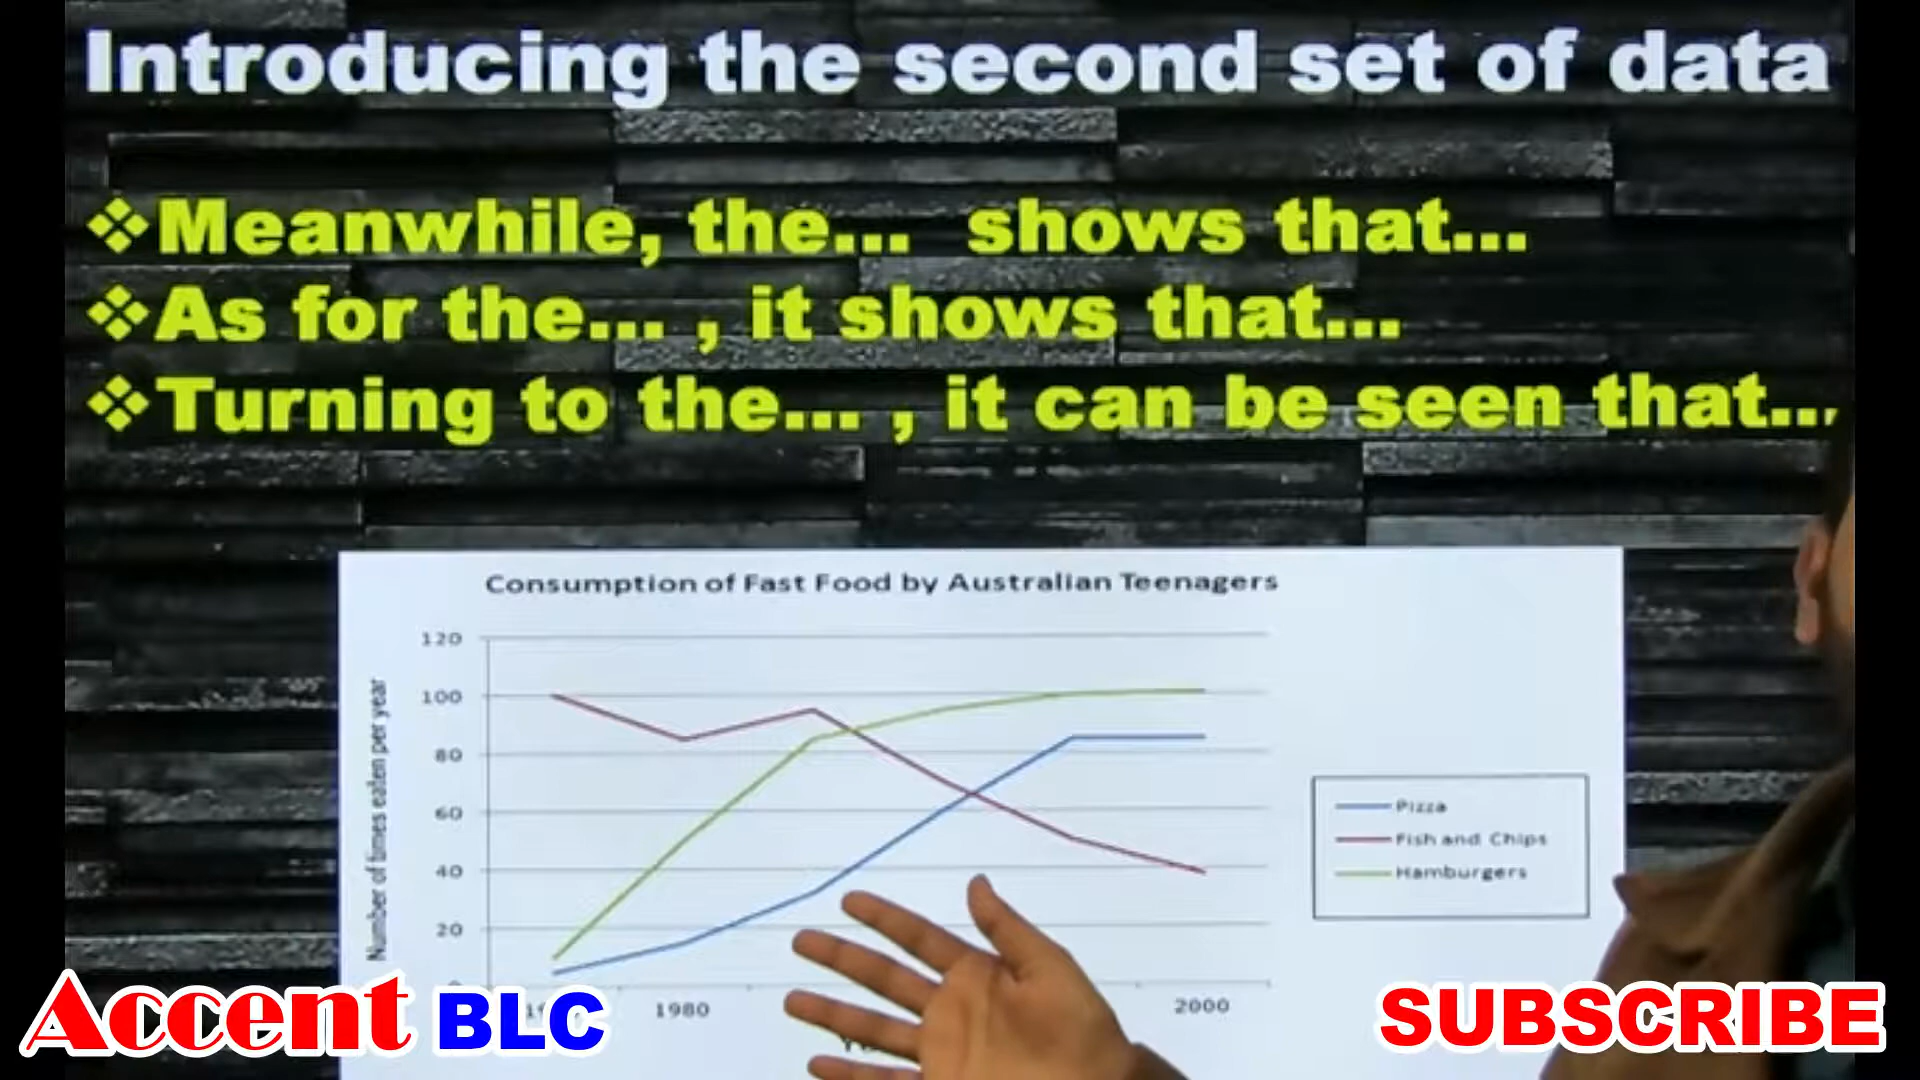 Introducing the second set of data
❖Meanwhile, the... shows that...
❖As for the... , it shows that...
❖Turning to the... , it can be seen that...
Consumption of Fast Food by Australian Teenagers
Number of times eaten per year
120
100
80
60
40
20
Pizza
Fish and Chips
Hamburgers
1980
2000
Accent BLC
SUBSCRIBE